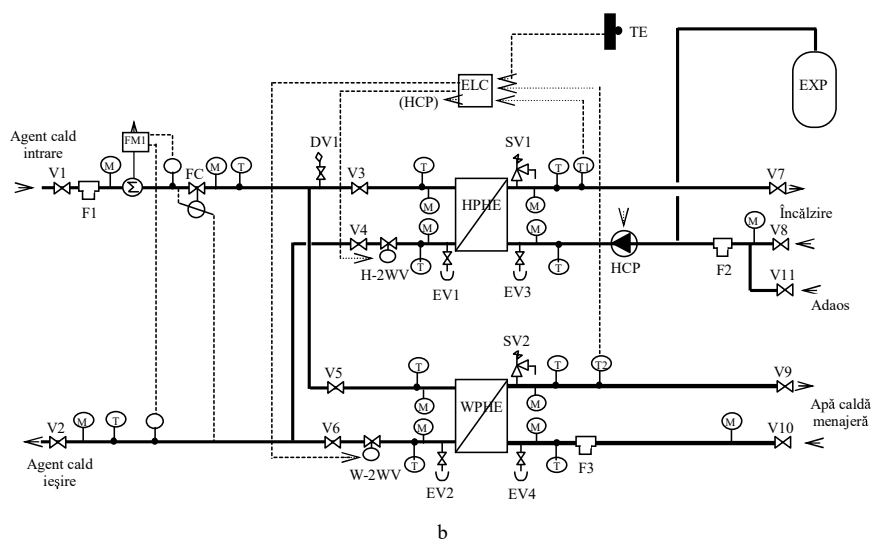 TE
ELC
EXP
(HCP)
Agent cald
intrare
FM1
DV1
SV1
V1
M
FC
M
T
V3
T
T
T1
V7
F1
Σ
M
HPHE
M
Încălzire
V4
M
M
M
V8
H-2WV
T
T
HCP
F2
V11
EV1
EV3
Adaos
SV2
V5
T
T
T2
V9
M
WPHE
M
Apă caldă
menajeră
V2
M
T
V6
M
M
M
V10
Agent cald
ieşire
W-2WV
T
T
F3
EV2
EV4
b